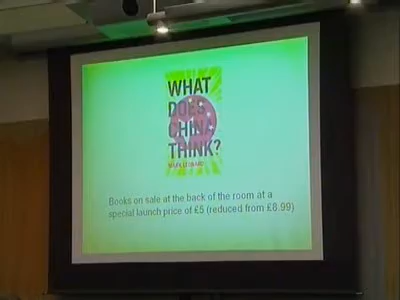 WHAT
DOES
CHINA
THINK?
MARK LEONARD
Books on sale at the back of the room at a
special launch price of £5 (reduced from £8.99)